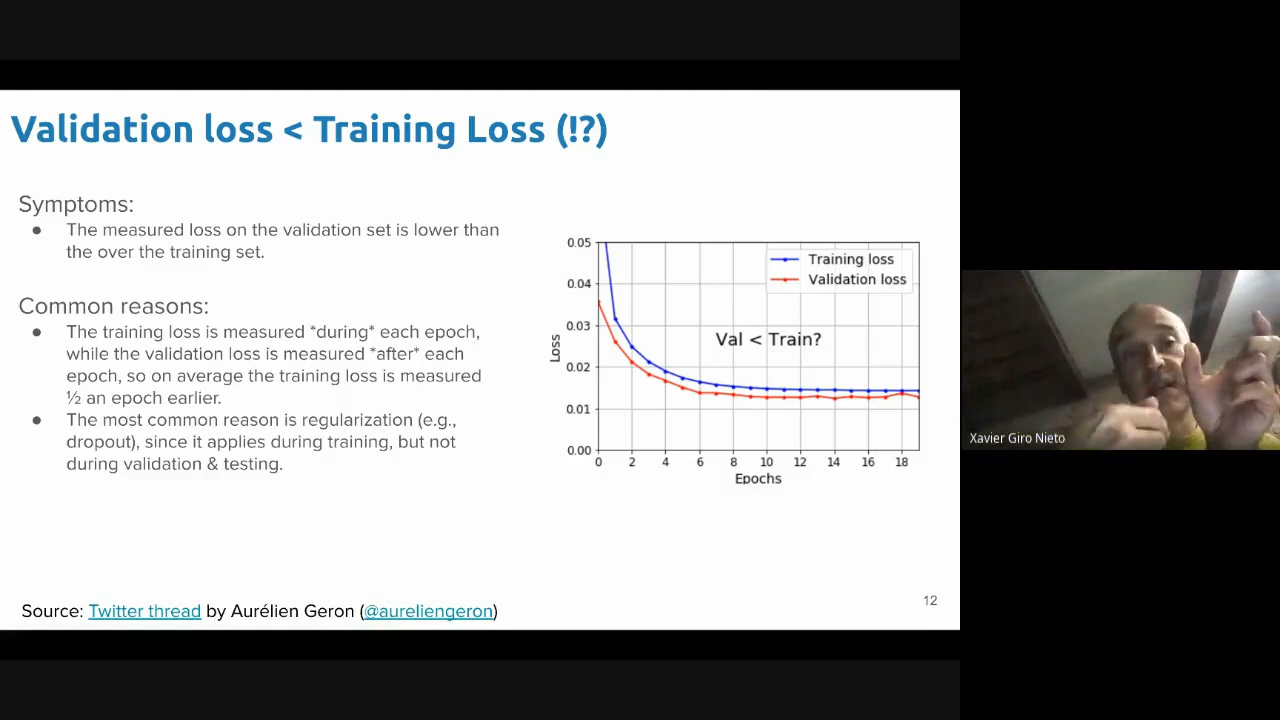 Validation loss < Training Loss (!?)
Symptoms:
● The measured loss on the validation set is lower than
the over the training set.
Common reasons:
● The training loss is measured *during* each epoch,
while the validation loss is measured *after* each
epoch, so on average the training loss is measured
½ an epoch earlier.
● The most common reason is regularization (e.g.,
dropout), since it applies during training, but not
during validation & testing.
0.05
0.04
0.03
0.02
0.01
0.00
Loss
Training loss
Validation loss
Val < Train?
0 2 4 6 8 10 12 14 16 18
Epochs
Source: Twitter thread by Aurélien Geron (@aureliengeron)
12
Xavier Giro Nieto